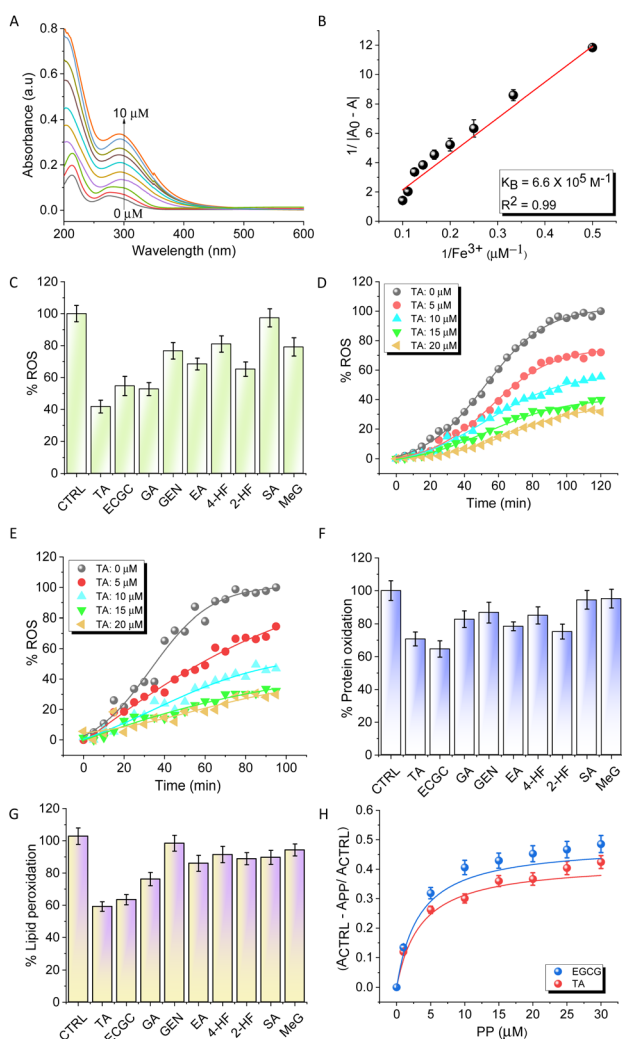 A
0.8
0.6
0.4
0.2
0.0
Absorbance (a.u)
10 μM
0 μM
200 300 400 500 600
Wavelength (nm)
B
12
10
8
6
4
2
0
1/ |A0 - A|
KB = 6.6 X 10⁵ M⁻¹
R² = 0.99
0.1 0.2 0.3 0.4 0.5
1/Fe³⁺ (μM⁻¹)
C
120
100
80
60
40
20
0
% ROS
CTRL TA ECGC GA GEN EA 4-HF 2-HF SA MeG
D
TA: 0 μM
TA: 5 μM
TA: 10 μM
TA: 15 μM
TA: 20 μM
120
100
80
60
40
20
0
% ROS
0 20 40 60 80 100 120
Time (min)
E
TA: 0 μM
TA: 5 μM
TA: 10 μM
TA: 15 μM
TA: 20 μM
120
100
80
60
40
20
0
% ROS
0 20 40 60 80 100
Time (min)
F
120
100
80
60
40
20
0
% Protein oxidation
CTRL TA ECGC GA GEN EA 4-HF 2-HF SA MeG
G
120
100
80
60
40
20
0
% Lipid peroxidation
CTRL TA ECGC GA GEN EA 4-HF 2-HF SA MeG
H
0.6
0.5
0.4
0.3
0.2
0.1
0.0
(ACTRL - APP/ ACTRL)
EGCG
TA
0 5 10 15 20 25 30
PP (μM)